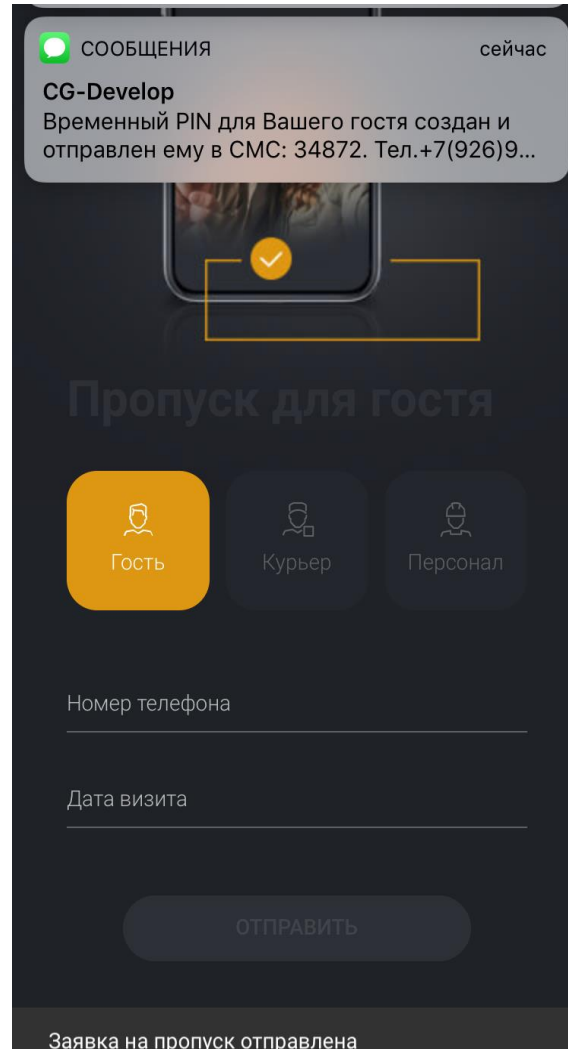 СООБЩЕНИЯ сейчас
CG-Develop
Временный PIN для Вашего гостя создан и
отправлен ему в СМС: 34872. Тел.+7(926)9...
Пропуск для гостя
Гость Курьер Персонал
Номер телефона
Дата визита
ОТПРАВИТЬ
Заявка на пропуск отправлена